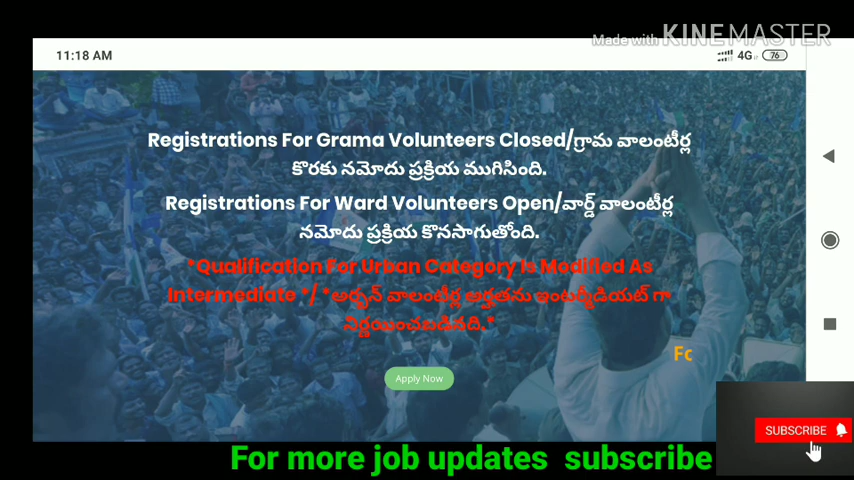 Made with KINEMASTER
11:18 AM
4G 76
Registrations For Grama Volunteers Closed/గ్రామ వాలంటీర్ల
కొరకు నమోదు ప్రక్రియ ముగిసింది.
Registrations For Ward Volunteers Open/వార్డ్ వాలంటీర్ల
నమోదు ప్రక్రియ కొనసాగుతోంది.
*Qualification For Urban Category Is Modified As
Intermediate */ *అర్బన్ వాలంటీర్ల అర్హతను ఇంటర్మీడియట్ గా
నిర్ణయించబడినది.*
Fo
Apply Now
SUBSCRIBE
For more job updates subscribe